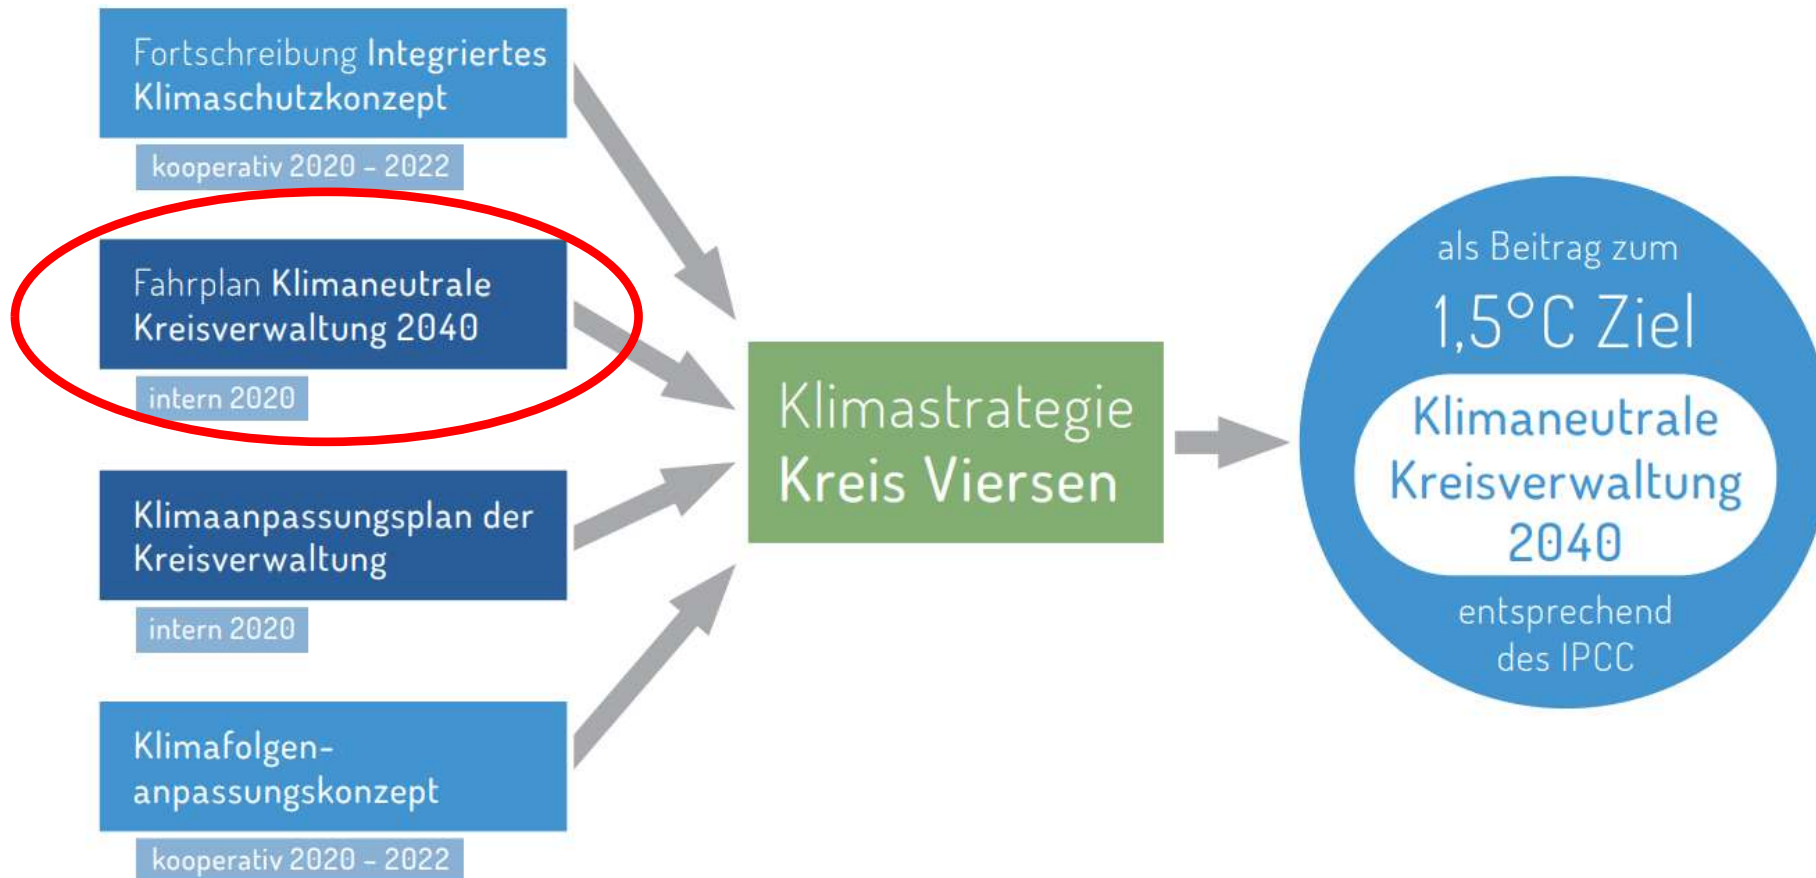 Fortschreibung Integriertes
Klimaschutzkonzept
kooperativ 2020 – 2022
Fahrplan Klimaneutrale
Kreisverwaltung 2040
intern 2020
Klimaanpassungsplan der
Kreisverwaltung
intern 2020
Klimafolgen-
anpassungskonzept
kooperativ 2020 – 2022
Klimastrategie
Kreis Viersen
als Beitrag zum
1,5°C Ziel
Klimaneutrale
Kreisverwaltung
2040
entsprechend
des IPCC